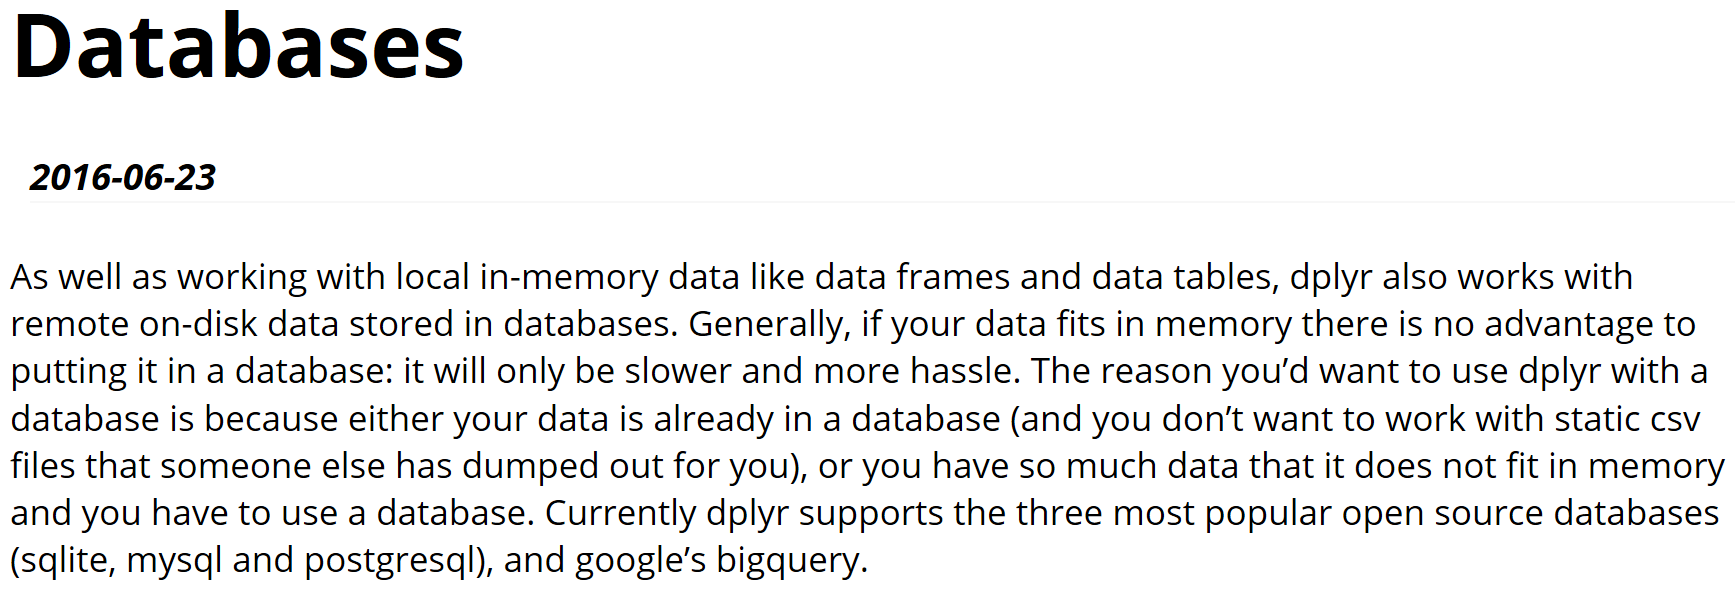 Databases
2016-06-23
As well as working with local in-memory data like data frames and data tables, dplyr also works with
remote on-disk data stored in databases. Generally, if your data fits in memory there is no advantage to
putting it in a database: it will only be slower and more hassle. The reason you’d want to use dplyr with a
database is because either your data is already in a database (and you don’t want to work with static csv
files that someone else has dumped out for you), or you have so much data that it does not fit in memory
and you have to use a database. Currently dplyr supports the three most popular open source databases
(sqlite, mysql and postgresql), and google’s bigquery.